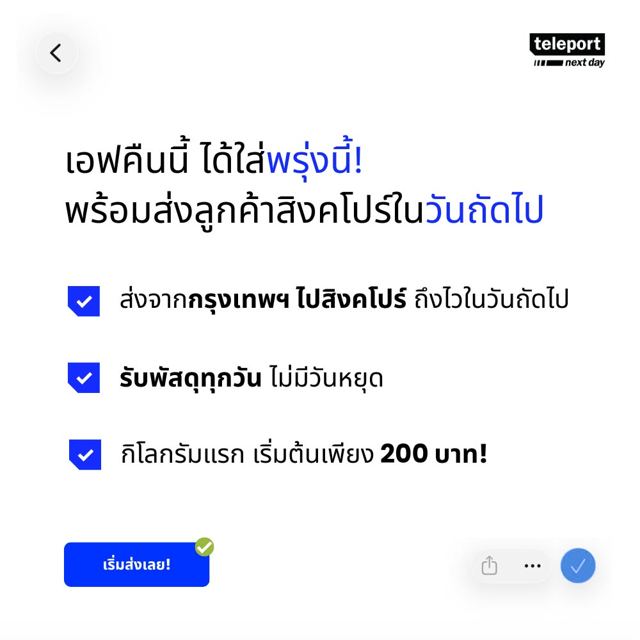 teleport
next day
เอฟคืนนี้ ได้ใส่พรุ่งนี้!
พร้อมส่งลูกค้าสิงคโปร์ในวันถัดไป
ส่งจากกรุงเทพฯ ไปสิงคโปร์ ถึงไวในวันถัดไป
รับพัสดุทุกวัน ไม่มีวันหยุด
กิโลกรัมแรก เริ่มต้นเพียง 200 บาท!
เริ่มส่งเลย!